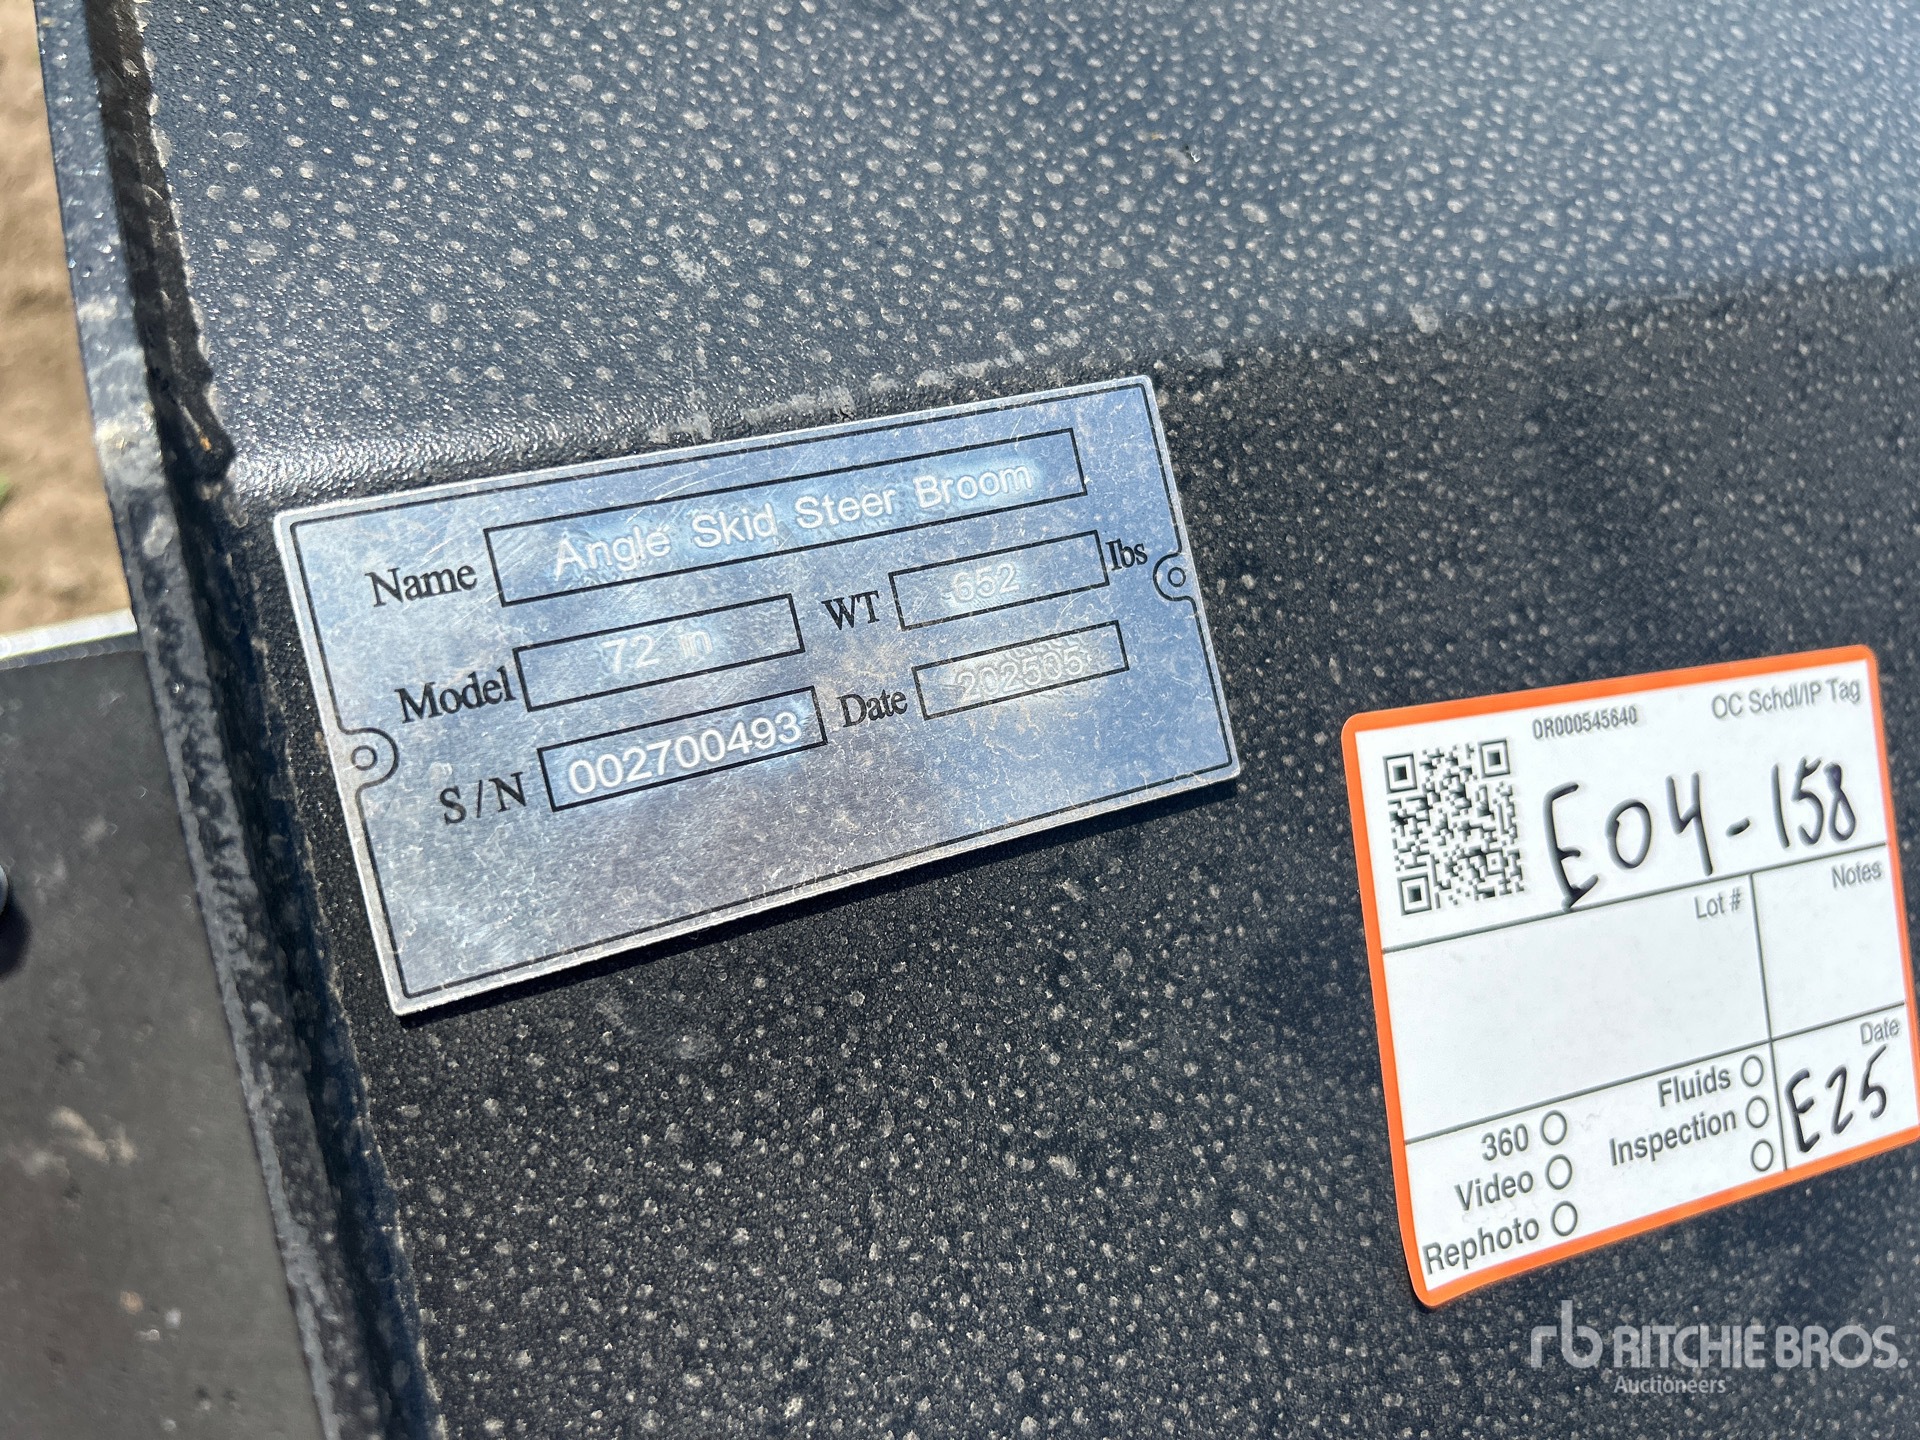 Name Angle Skid Steer Broom
Model 72 in WT 652 lbs
S/N 002700493 Date 202505
OR000545640 OC Schdl/IP Tag
E04-158
Lot # Notes
Date
E25
360 Fluids
Video Inspection
Rephoto
rb RITCHIE BROS.
Auctioneers